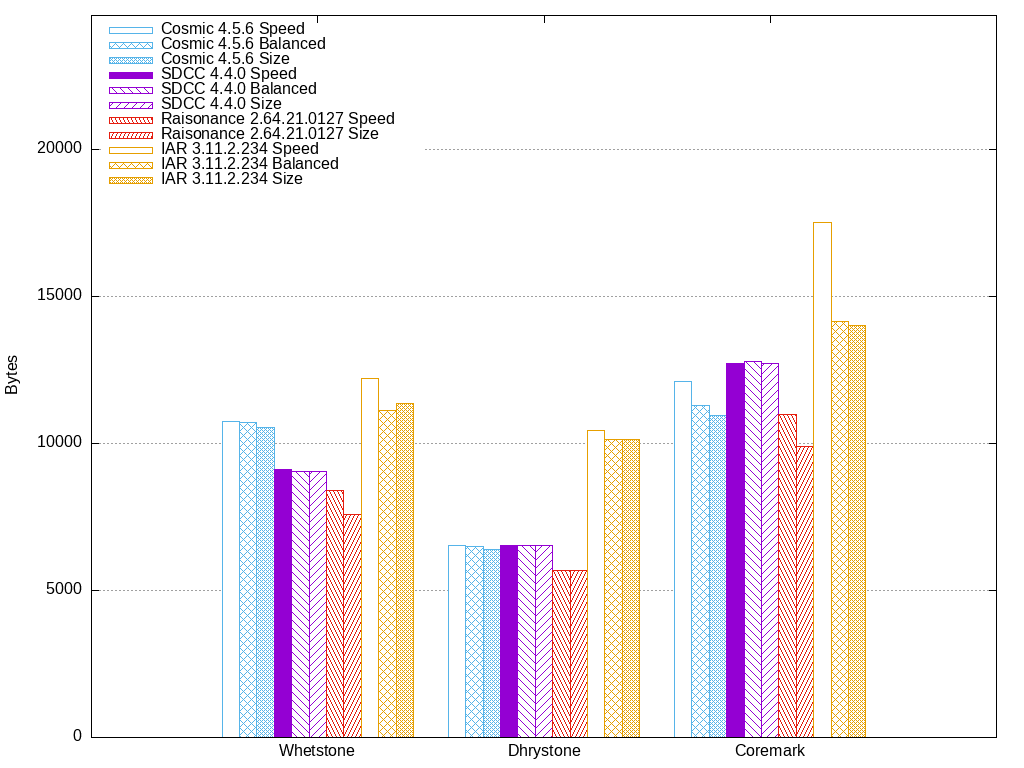 Cosmic 4.5.6 Speed
Cosmic 4.5.6 Balanced
Cosmic 4.5.6 Size
SDCC 4.4.0 Speed
SDCC 4.4.0 Balanced
SDCC 4.4.0 Size
Raisonance 2.64.21.0127 Speed
Raisonance 2.64.21.0127 Size
IAR 3.11.2.234 Speed
IAR 3.11.2.234 Balanced
IAR 3.11.2.234 Size
20000
15000
10000
5000
0
Bytes
Whetstone
Dhrystone
Coremark